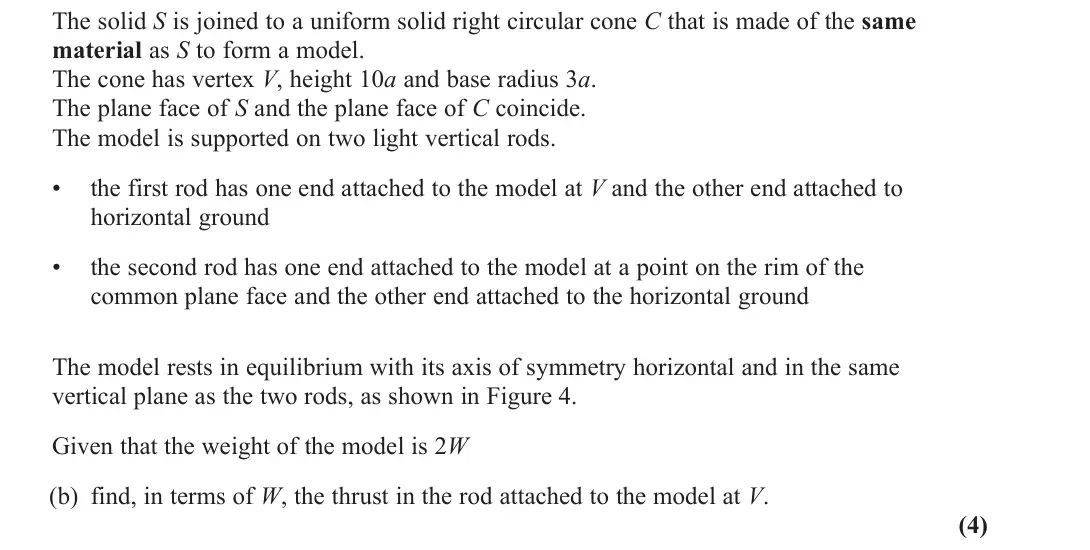 The solid S is joined to a uniform solid right circular cone C that is made of the same
material as S to form a model.
The cone has vertex V, height 10a and base radius 3a.
The plane face of S and the plane face of C coincide.
The model is supported on two light vertical rods.
• the first rod has one end attached to the model at V and the other end attached to
horizontal ground
• the second rod has one end attached to the model at a point on the rim of the
common plane face and the other end attached to the horizontal ground
The model rests in equilibrium with its axis of symmetry horizontal and in the same
vertical plane as the two rods, as shown in Figure 4.
Given that the weight of the model is 2W
(b) find, in terms of W, the thrust in the rod attached to the model at V.
(4)